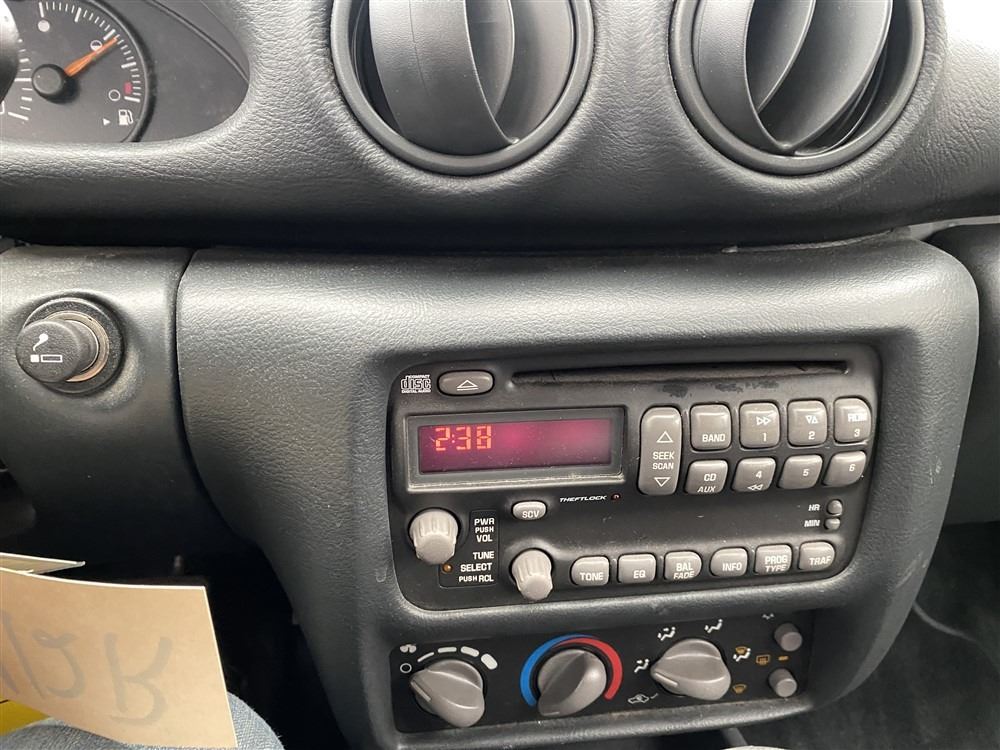 COMPACT
disc
DIGITAL AUDIO
2:38
SEEK
SCAN
BAND
1
2
RDM
3
CD
AUX
4
5
6
THEFTLOCK
SCV
HR
MIN
PWR
PUSH
VOL
TUNE
SELECT
PUSH RCL
TONE
EQ
BAL
FADE
INFO
PROG
TYPE
TRAF